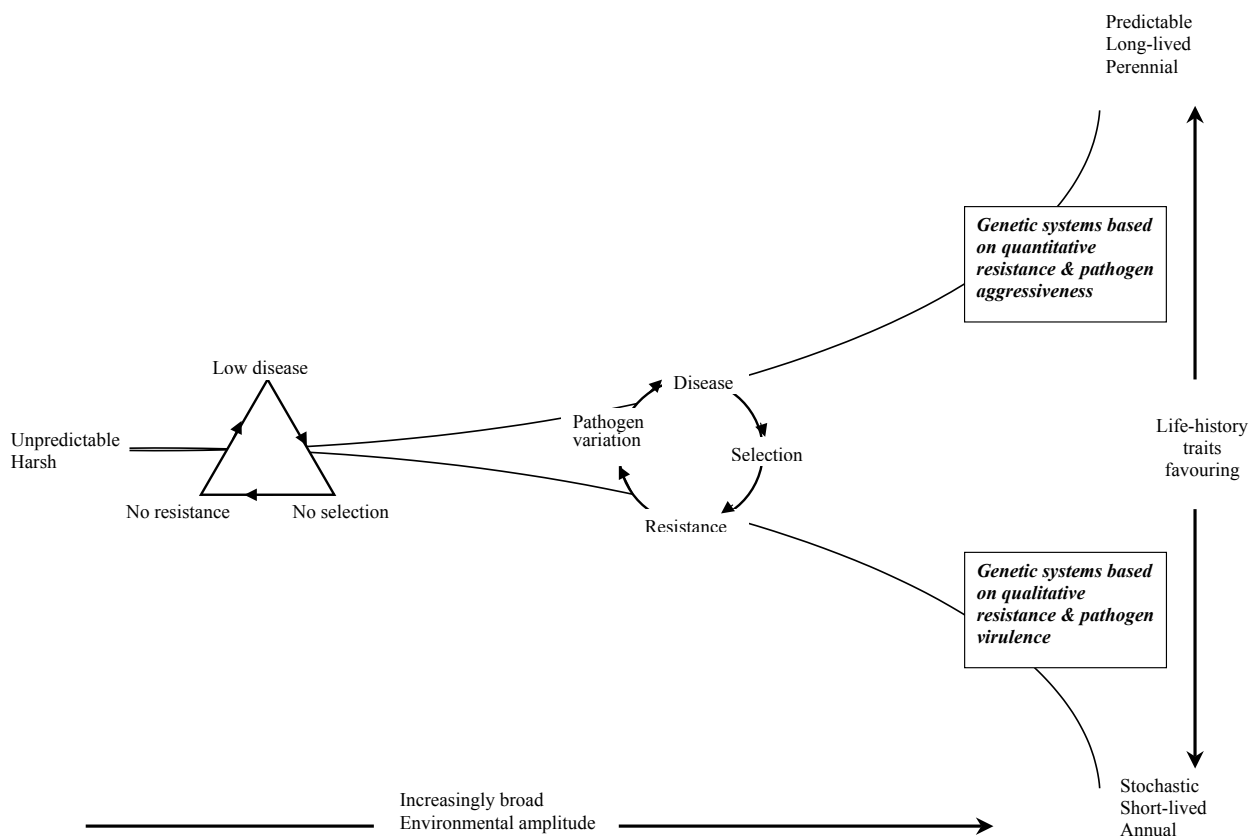 Predictable
Long-lived
Perennial
Genetic systems based
on quantitative
resistance & pathogen
aggressiveness
Low disease
Disease
Pathogen
variation
Unpredictable
Harsh
Selection
Life-history
traits
favouring
No resistance
No selection
Resistance
Genetic systems based
on qualitative
resistance & pathogen
virulence
Increasingly broad
Environmental amplitude
Stochastic
Short-lived
Annual